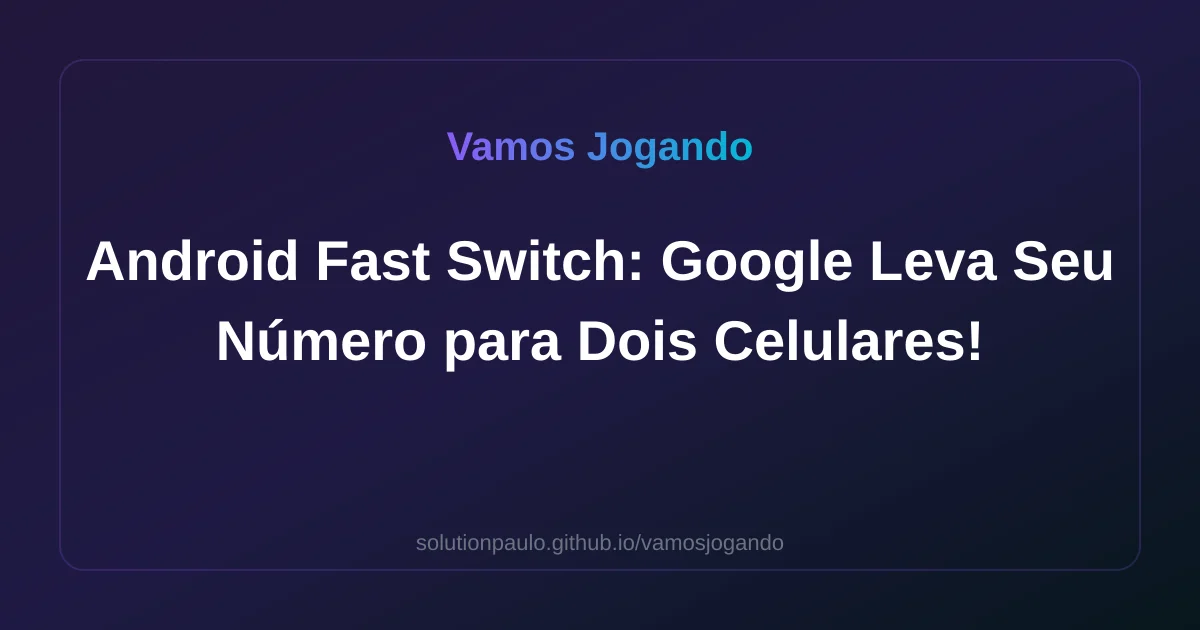 Vamos Jogando
Android Fast Switch: Google Leva Seu
Número para Dois Celulares!
solutionpaulo.github.io/vamosjogando